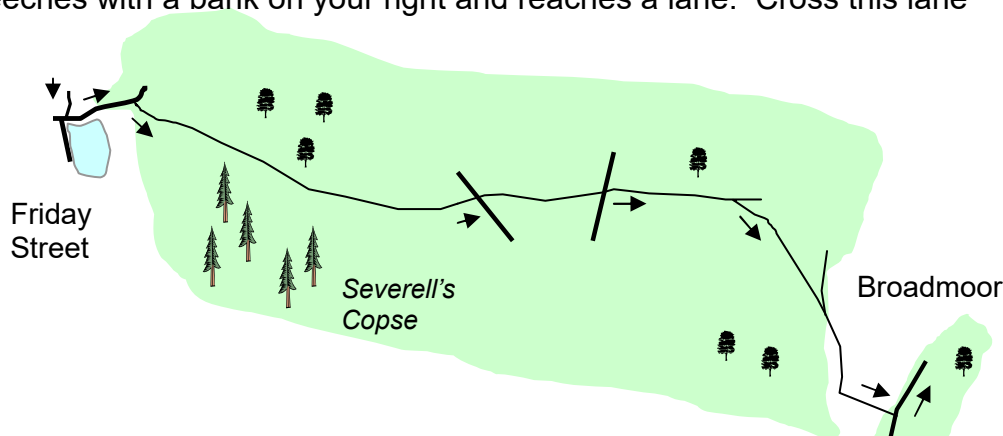 eeches with a bank on your right and reaches a lane. Cross this lane
Friday
Street
Severell's
Copse
Broadmoor